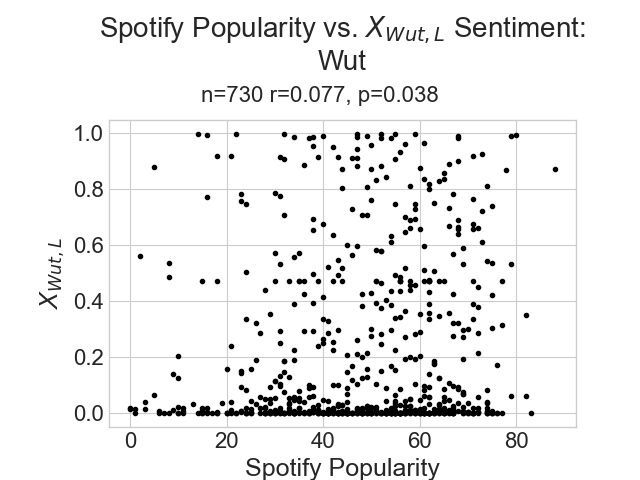 Spotify Popularity vs. X_{Wut, L} Sentiment:
Wut
n=730 r=0.077, p=0.038
1.0
0.8
0.6
0.4
0.2
0.0
X_{Wut, L}
0 20 40 60 80
Spotify Popularity